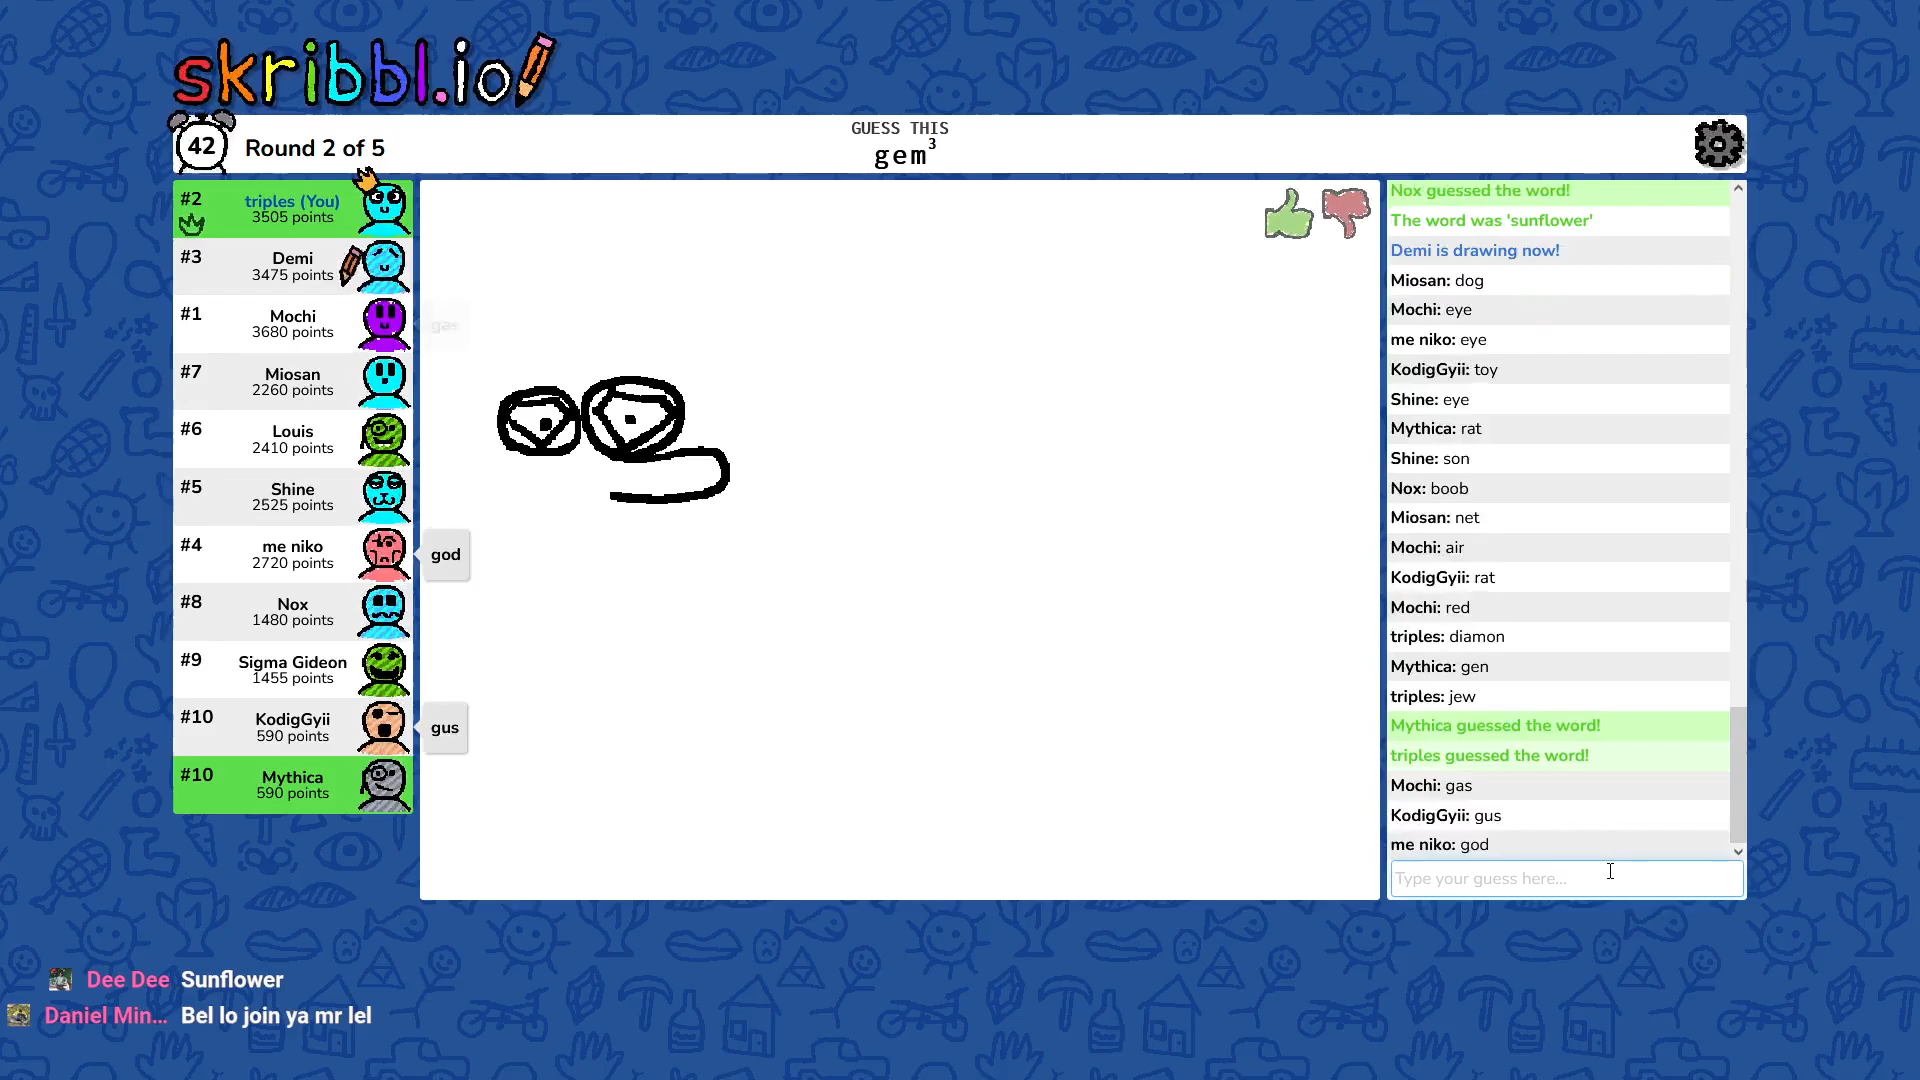 skribbl.io
42
Round 2 of 5
GUESS THIS
gem³
#2
triples (You)
3505 points
#3
Demi
3475 points
#1
Mochi
3680 points
gas
#7
Miosan
2260 points
#6
Louis
2410 points
#5
Shine
2525 points
#4
me niko
2720 points
god
#8
Nox
1480 points
#9
Sigma Gideon
1455 points
#10
KodigGyii
590 points
gus
#10
Mythica
590 points
Nox guessed the word!
The word was 'sunflower'
Demi is drawing now!
Miosan: dog
Mochi: eye
me niko: eye
KodigGyii: toy
Shine: eye
Mythica: rat
Shine: son
Nox: boob
Miosan: net
Mochi: air
KodigGyii: rat
Mochi: red
triples: diamon
Mythica: gen
triples: jew
Mythica guessed the word!
triples guessed the word!
Mochi: gas
KodigGyii: gus
me niko: god
Type your guess here...
Dee Dee Sunflower
Daniel Min... Bel lo join ya mr lel